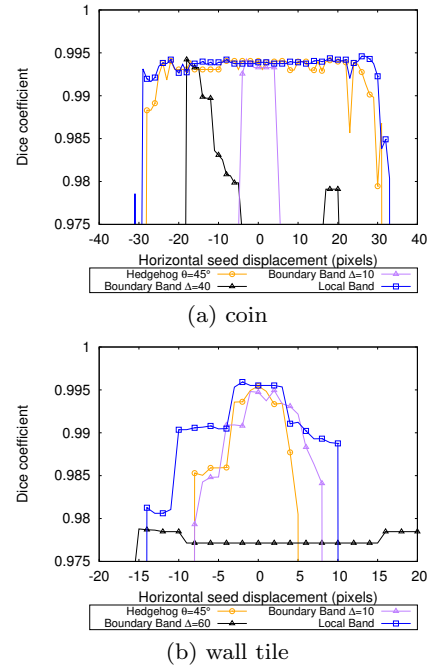 1
0.995
0.99
0.985
0.98
0.975
Dice coefficient
-40 -30 -20 -10 0 10 20 30 40
Horizontal seed displacement (pixels)
Hedgehog θ=45° Boundary Band Δ=10
Boundary Band Δ=40 Local Band
(a) coin
1
0.995
0.99
0.985
0.98
0.975
Dice coefficient
-20 -15 -10 -5 0 5 10 15 20
Horizontal seed displacement (pixels)
Hedgehog θ=45° Boundary Band Δ=10
Boundary Band Δ=60 Local Band
(b) wall tile